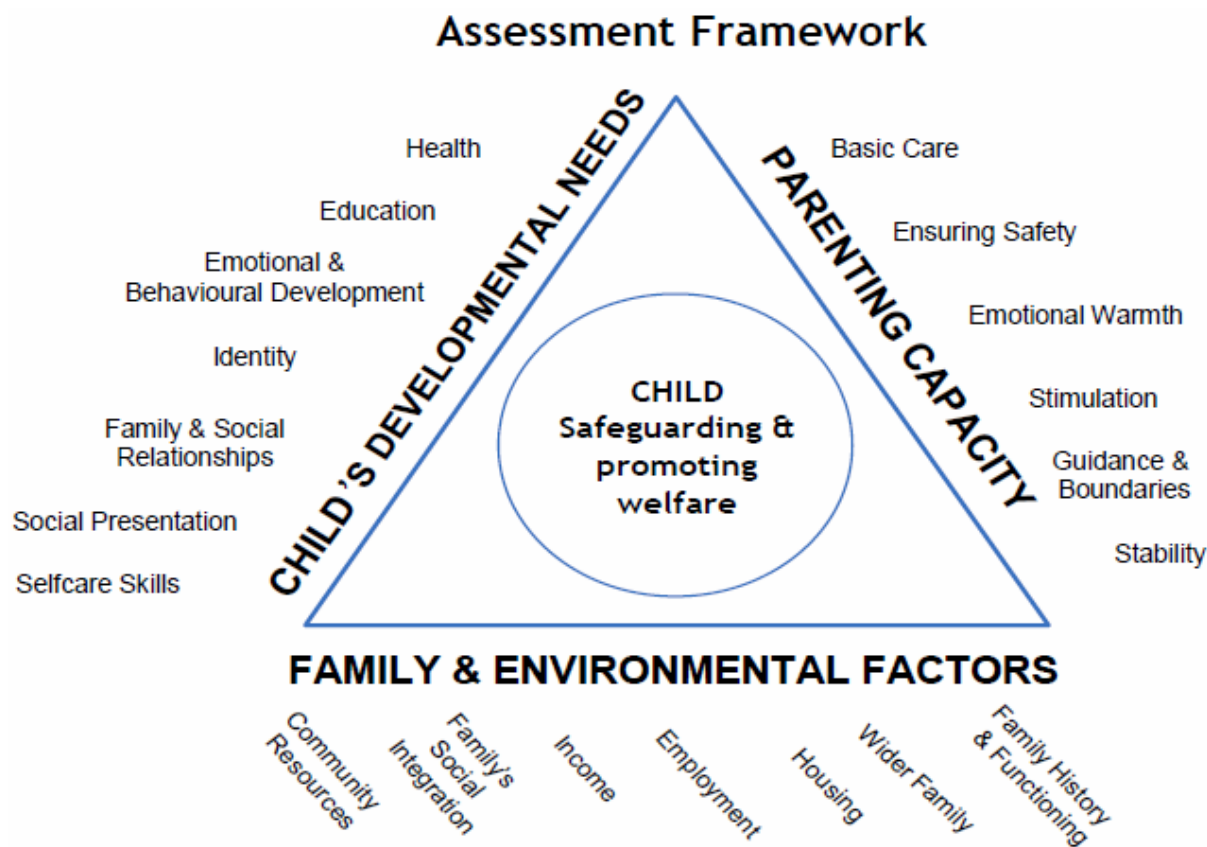 Assessment Framework
CHILD'S DEVELOPMENTAL NEEDS
Health
Education
Emotional &
Behavioural Development
Identity
Family & Social
Relationships
Social Presentation
Selfcare Skills
PARENTING CAPACITY
Basic Care
Ensuring Safety
Emotional Warmth
Stimulation
Guidance &
Boundaries
Stability
CHILD
Safeguarding &
promoting
welfare
FAMILY & ENVIRONMENTAL FACTORS
Community
Resources
Family's
Social
Integration
Income
Employment
Housing
Wider Family
Family History
& Functioning